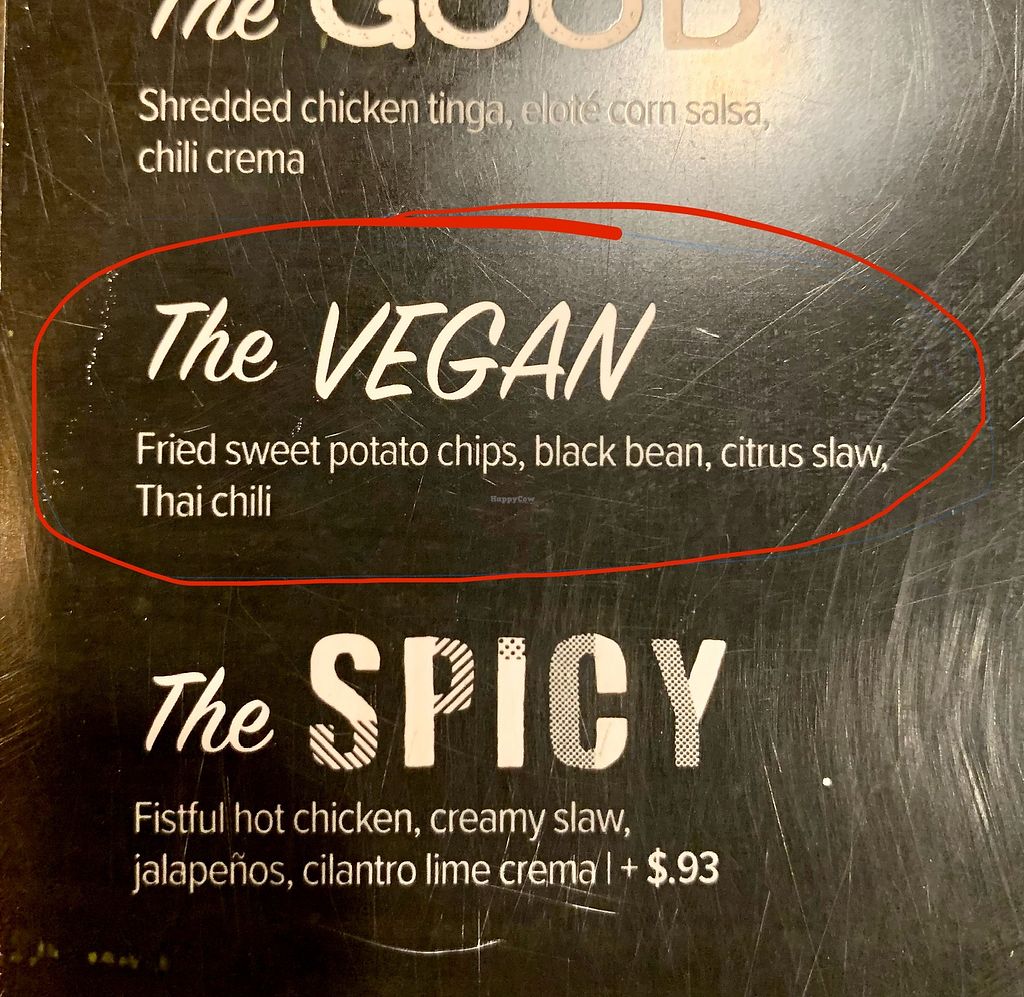 The GOOD
Shredded chicken tinga, eloté corn salsa,
chili crema
The VEGAN
Fried sweet potato chips, black bean, citrus slaw,
Thai chili
HappyCow
The SPICY
Fistful hot chicken, creamy slaw,
jalapeños, cilantro lime crema | + $.93